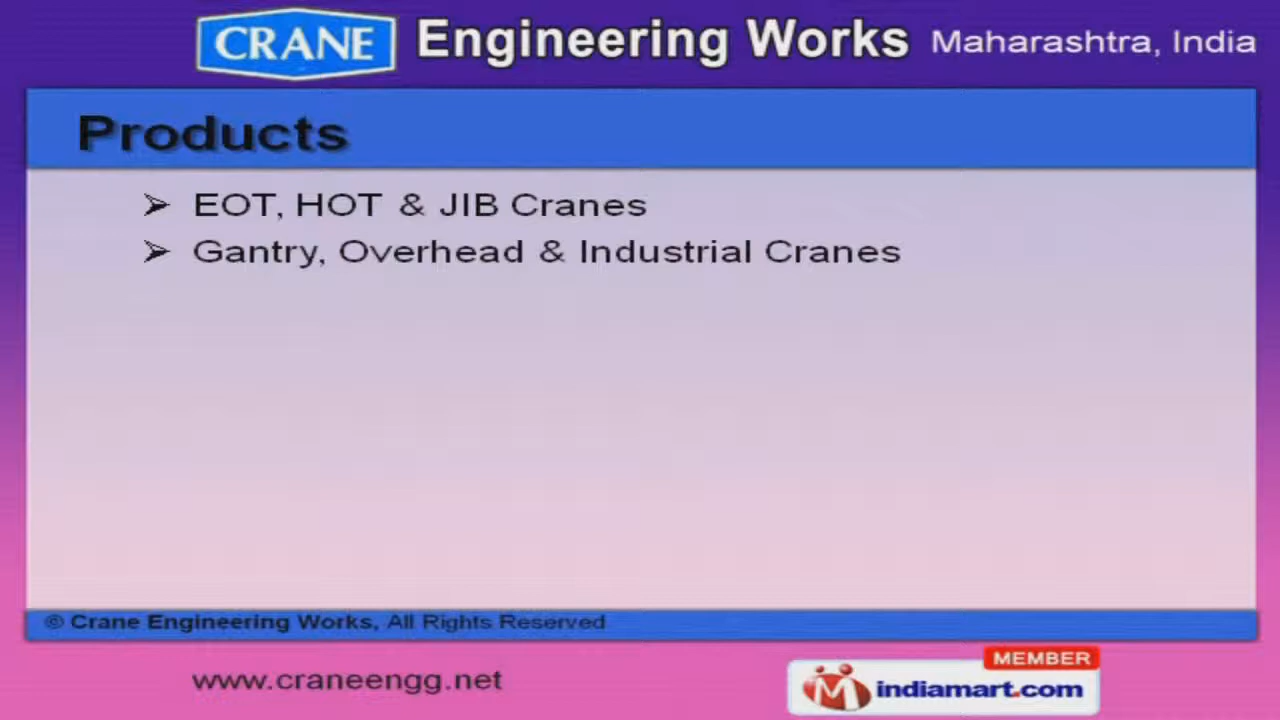 CRANE Engineering Works Maharashtra, India
Products
➢ EOT, HOT & JIB Cranes
➢ Gantry, Overhead & Industrial Cranes
© Crane Engineering Works, All Rights Reserved
MEMBER
www.craneengg.net
indiamart.com